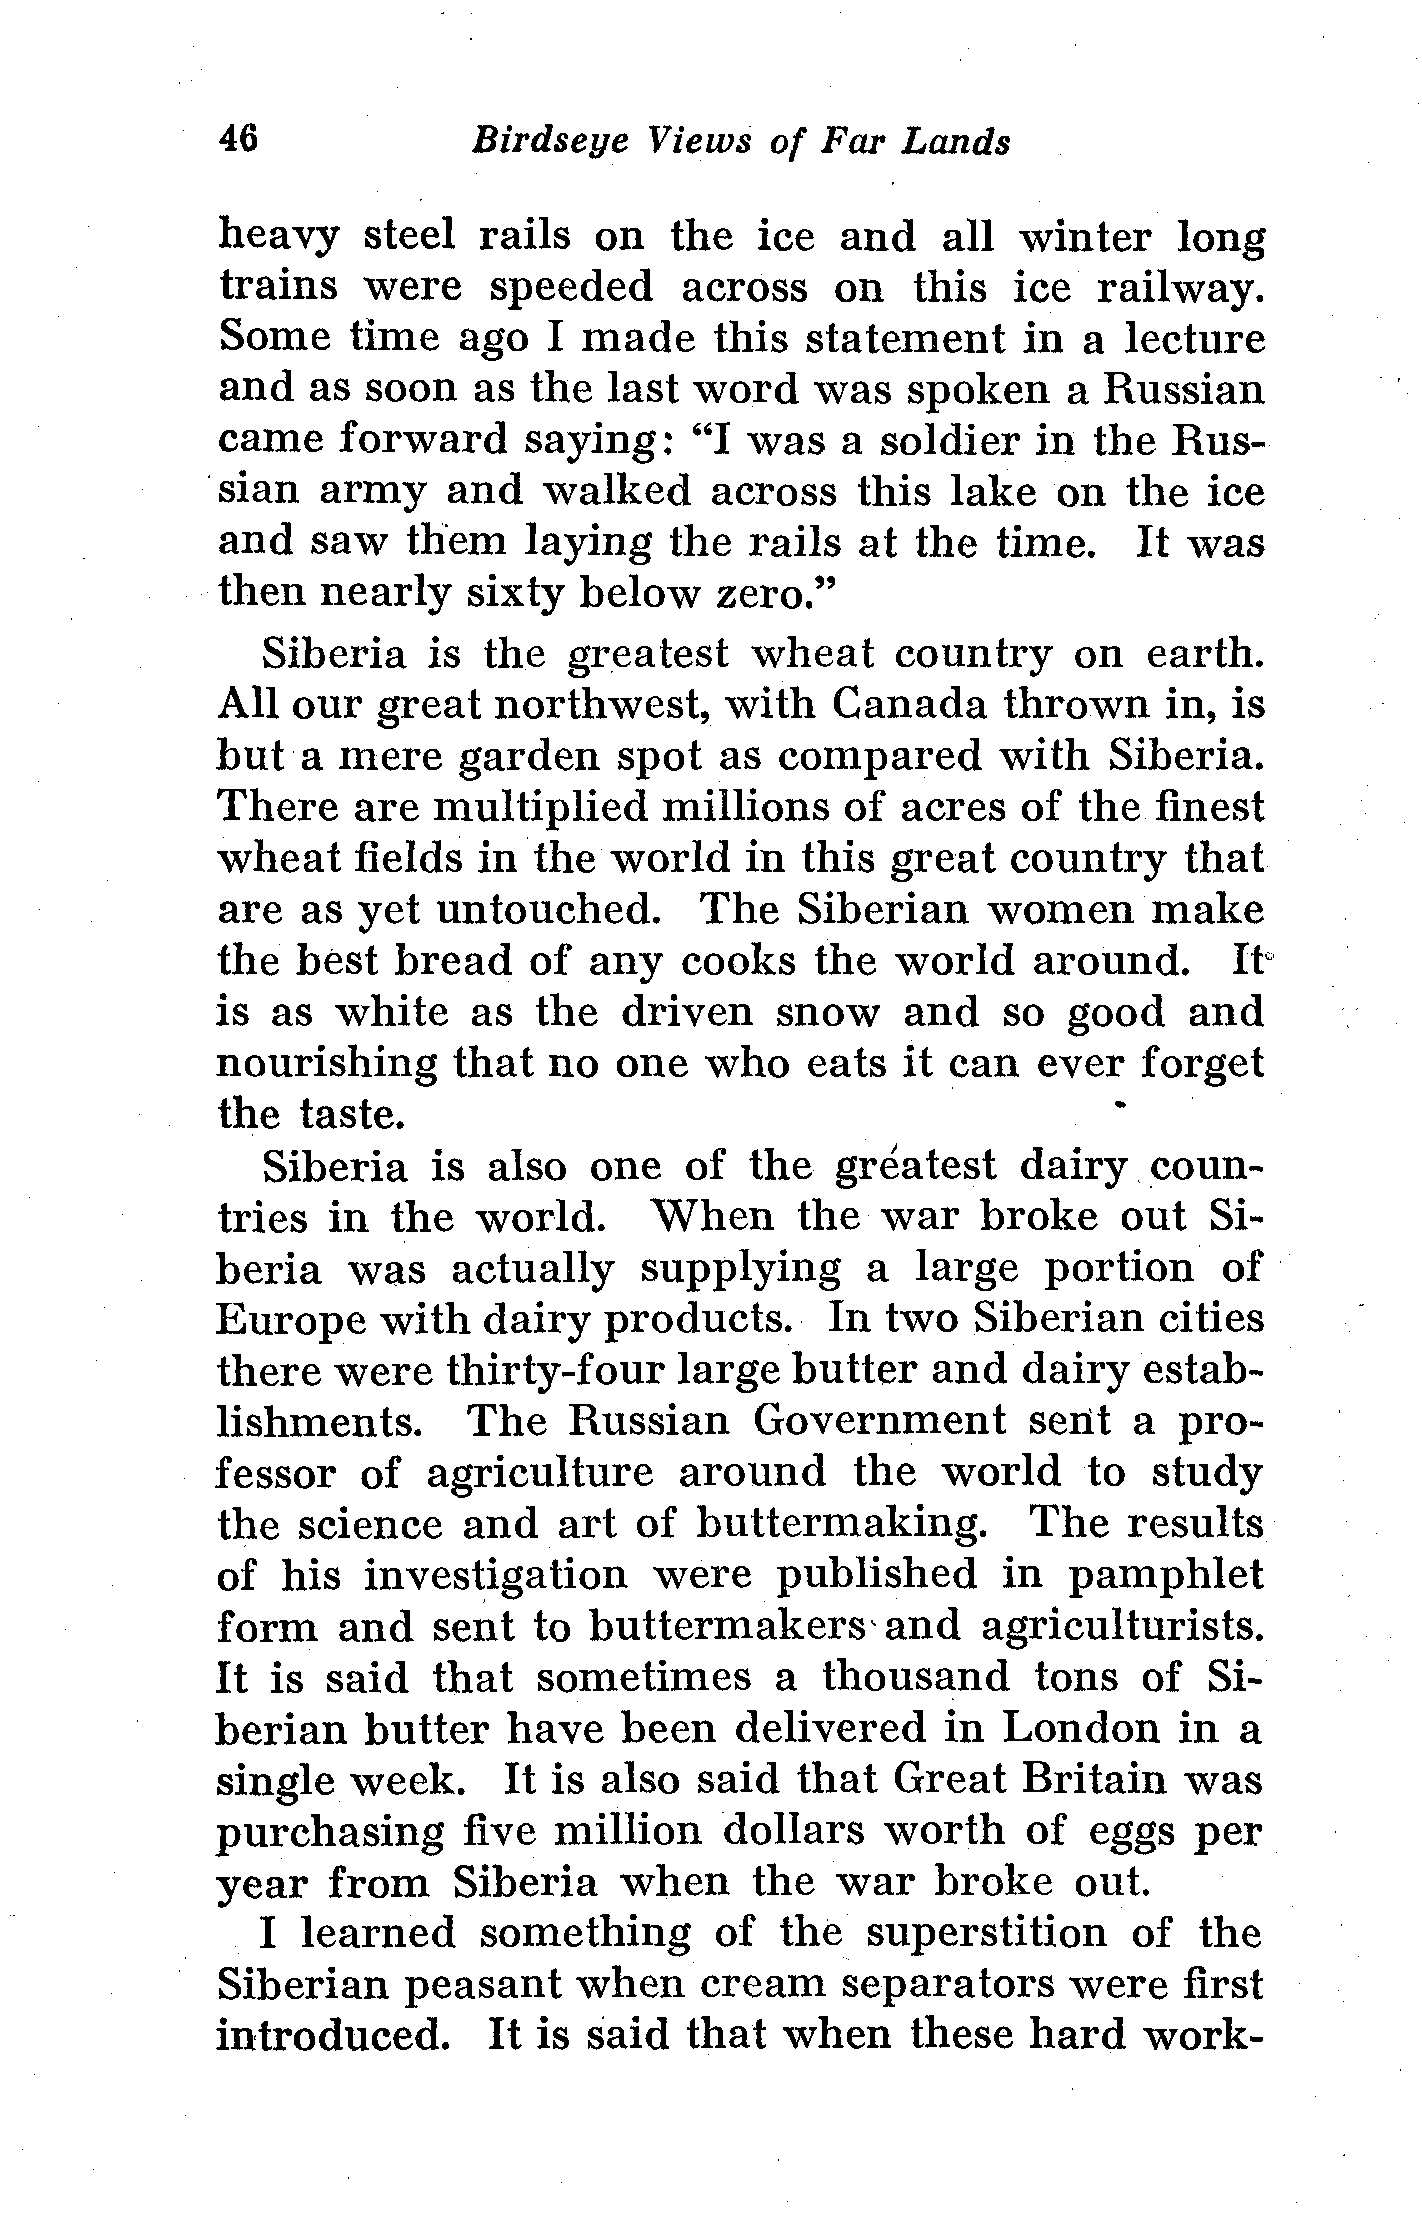 46 Birdseye Views of Far Lands
heavy steel rails on the ice and all winter long
trains were speeded across on this ice railway.
Some time ago I made this statement in a lecture
and as soon as the last word was spoken a Russian
came forward saying: “I was a soldier in the Rus-
sian army and walked across this lake on the ice
and saw them laying the rails at the time. It was
then nearly sixty below zero.”
Siberia is the greatest wheat country on earth.
All our great northwest, with Canada thrown in, is
but a mere garden spot as compared with Siberia.
There are multiplied millions of acres of the finest
wheat fields in the world in this great country that
are as yet untouched. The Siberian women make
the best bread of any cooks the world around. It
is as white as the driven snow and so good and
nourishing that no one who eats it can ever forget
the taste.
Siberia is also one of the greatest dairy coun-
tries in the world. When the war broke out Si-
beria was actually supplying a large portion of
Europe with dairy products. In two Siberian cities
there were thirty-four large butter and dairy estab-
lishments. The Russian Government sent a pro-
fessor of agriculture around the world to study
the science and art of buttermaking. The results
of his investigation were published in pamphlet
form and sent to buttermakers and agriculturists.
It is said that sometimes a thousand tons of Si-
berian butter have been delivered in London in a
single week. It is also said that Great Britain was
purchasing five million dollars worth of eggs per
year from Siberia when the war broke out.
I learned something of the superstition of the
Siberian peasant when cream separators were first
introduced. It is said that when these hard work-